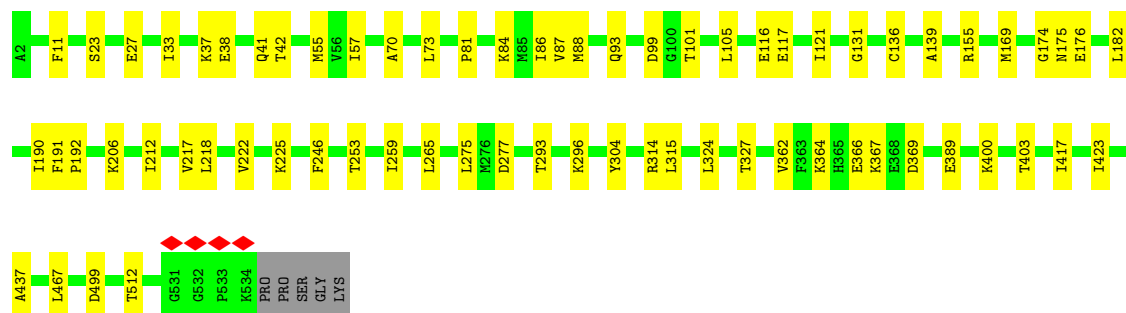 A2 F11 S23 E27 I33 K37 E38 Q41 T42 M55 V56 I57 A70 L73 P81 K84 M85 I86 V87 M88 Q93 D99 G100 T101 L105 E116 E117 I121 G131 C136 A139 R155 M169 G174 N175 E176 L182
I190 F191 P192 K206 I212 V217 L218 V222 K225 F246 T253 I259 L265 L275 M276 D277 T293 K296 Y304 R314 L315 L324 T327 V362 F363 K364 H365 E366 K367 E368 D369 E389 K400 T403 I417 I423
A437 L467 D499 T512 G531 G532 P533 K534 PRO PRO SER GLY LYS